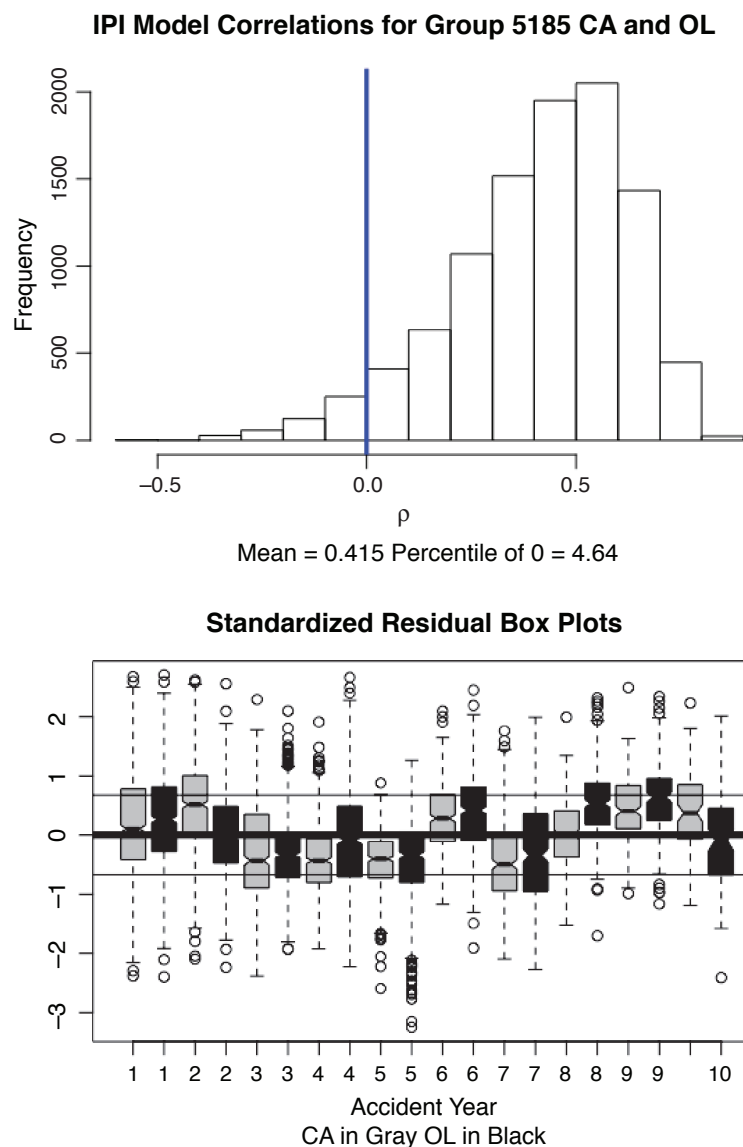 IPI Model Correlations for Group 5185 CA and OL
Frequency
2000
1500
1000
500
0
−0.5 0.0 0.5
ρ
Mean = 0.415 Percentile of 0 = 4.64
Standardized Residual Box Plots
2
1
0
−1
−2
−3
1 1 2 2 3 3 4 4 5 5 6 6 7 7 8 8 9 9 10
Accident Year
CA in Gray OL in Black